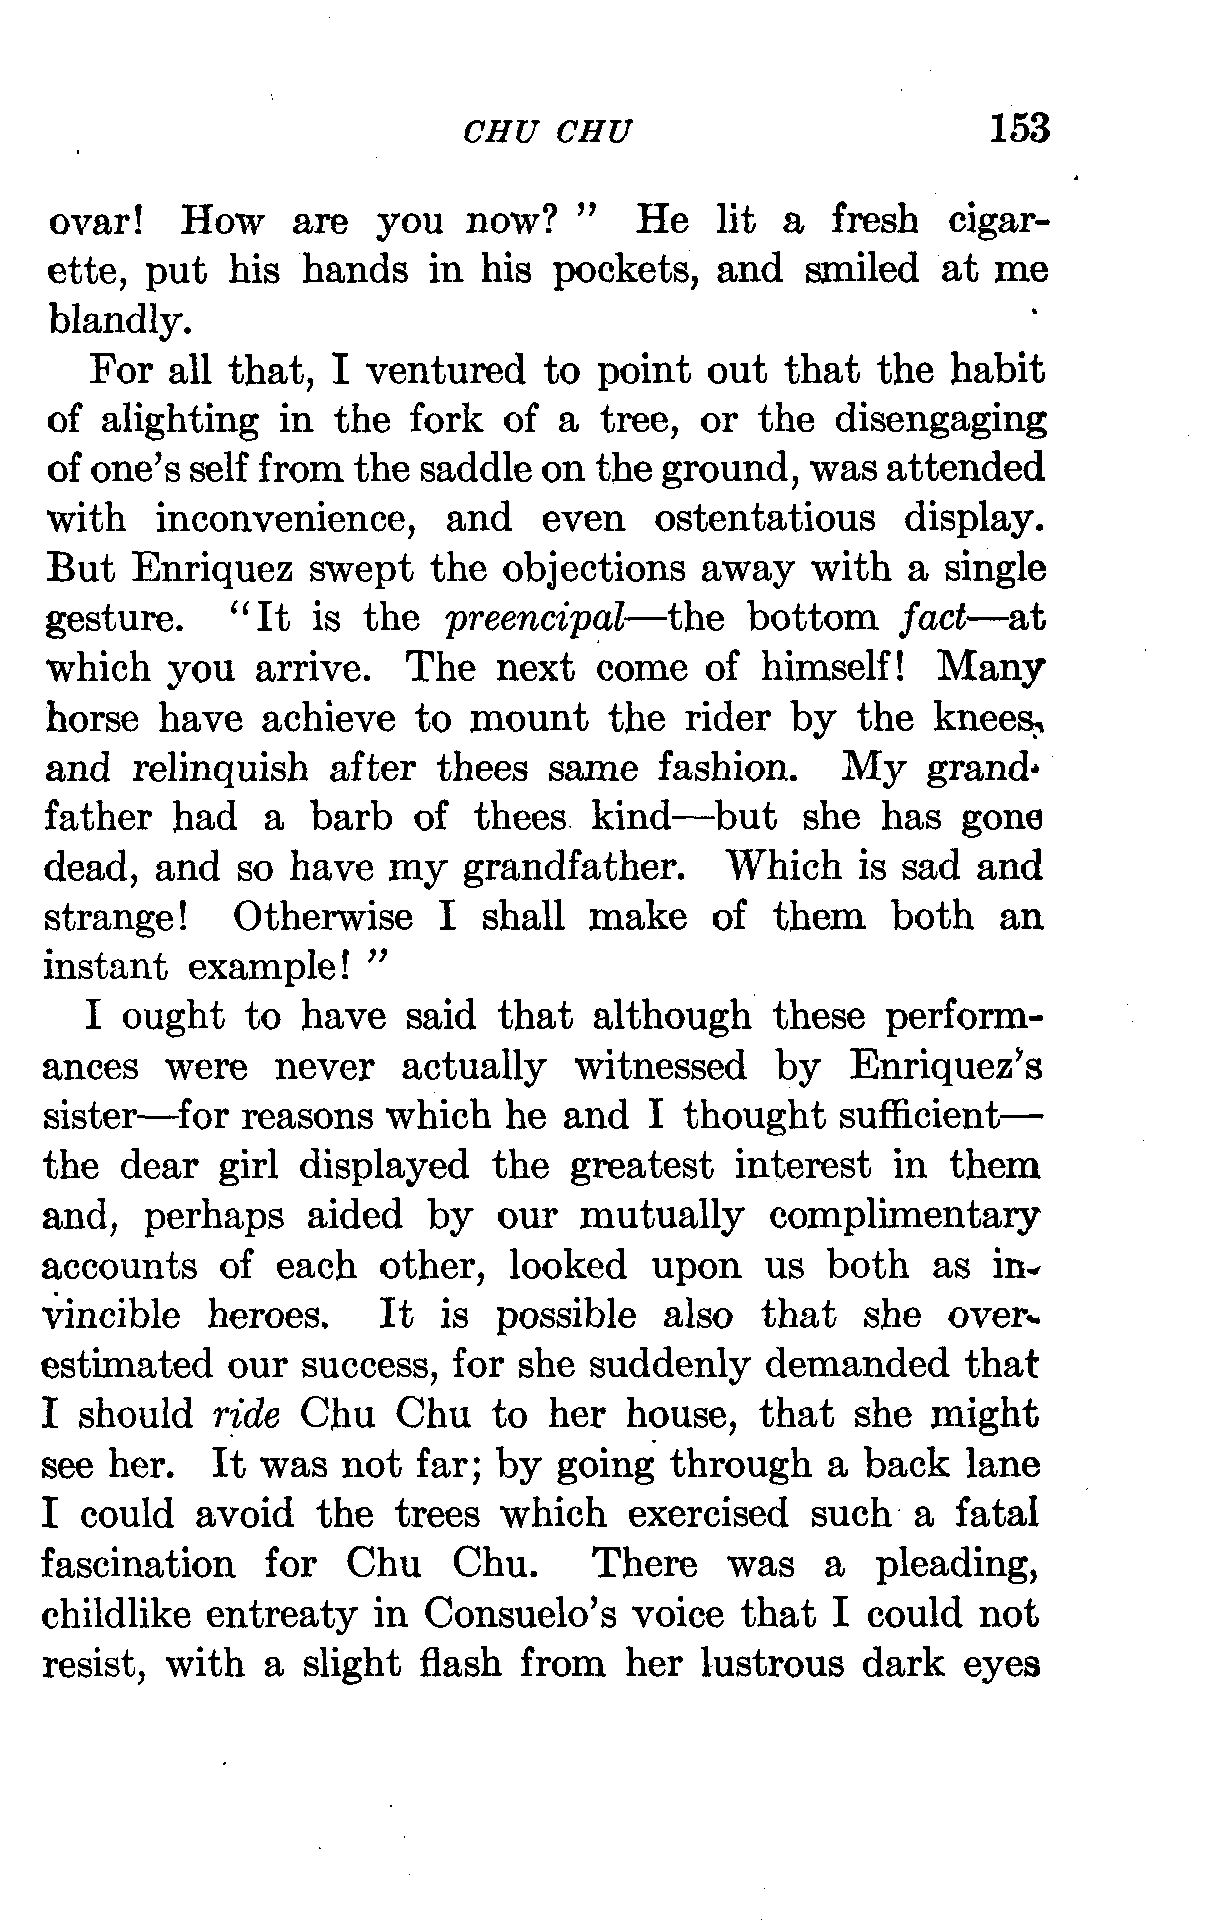 CHU CHU 153
ovar! How are you now? " He lit a fresh cigar-
ette, put his hands in his pockets, and smiled at me
blandly.
For all that, I ventured to point out that the habit
of alighting in the fork of a tree, or the disengaging
of one's self from the saddle on the ground, was attended
with inconvenience, and even ostentatious display.
But Enriquez swept the objections away with a single
gesture. "It is the preencipal—the bottom fact—at
which you arrive. The next come of himself! Many
horse have achieve to mount the rider by the knees,
and relinquish after thees same fashion. My grand-
father had a barb of thees kind—but she has gone
dead, and so have my grandfather. Which is sad and
strange! Otherwise I shall make of them both an
instant example! "
I ought to have said that although these perform-
ances were never actually witnessed by Enriquez's
sister—for reasons which he and I thought sufficient—
the dear girl displayed the greatest interest in them
and, perhaps aided by our mutually complimentary
accounts of each other, looked upon us both as in-
vincible heroes. It is possible also that she over-
estimated our success, for she suddenly demanded that
I should ride Chu Chu to her house, that she might
see her. It was not far; by going through a back lane
I could avoid the trees which exercised such a fatal
fascination for Chu Chu. There was a pleading,
childlike entreaty in Consuelo's voice that I could not
resist, with a slight flash from her lustrous dark eyes